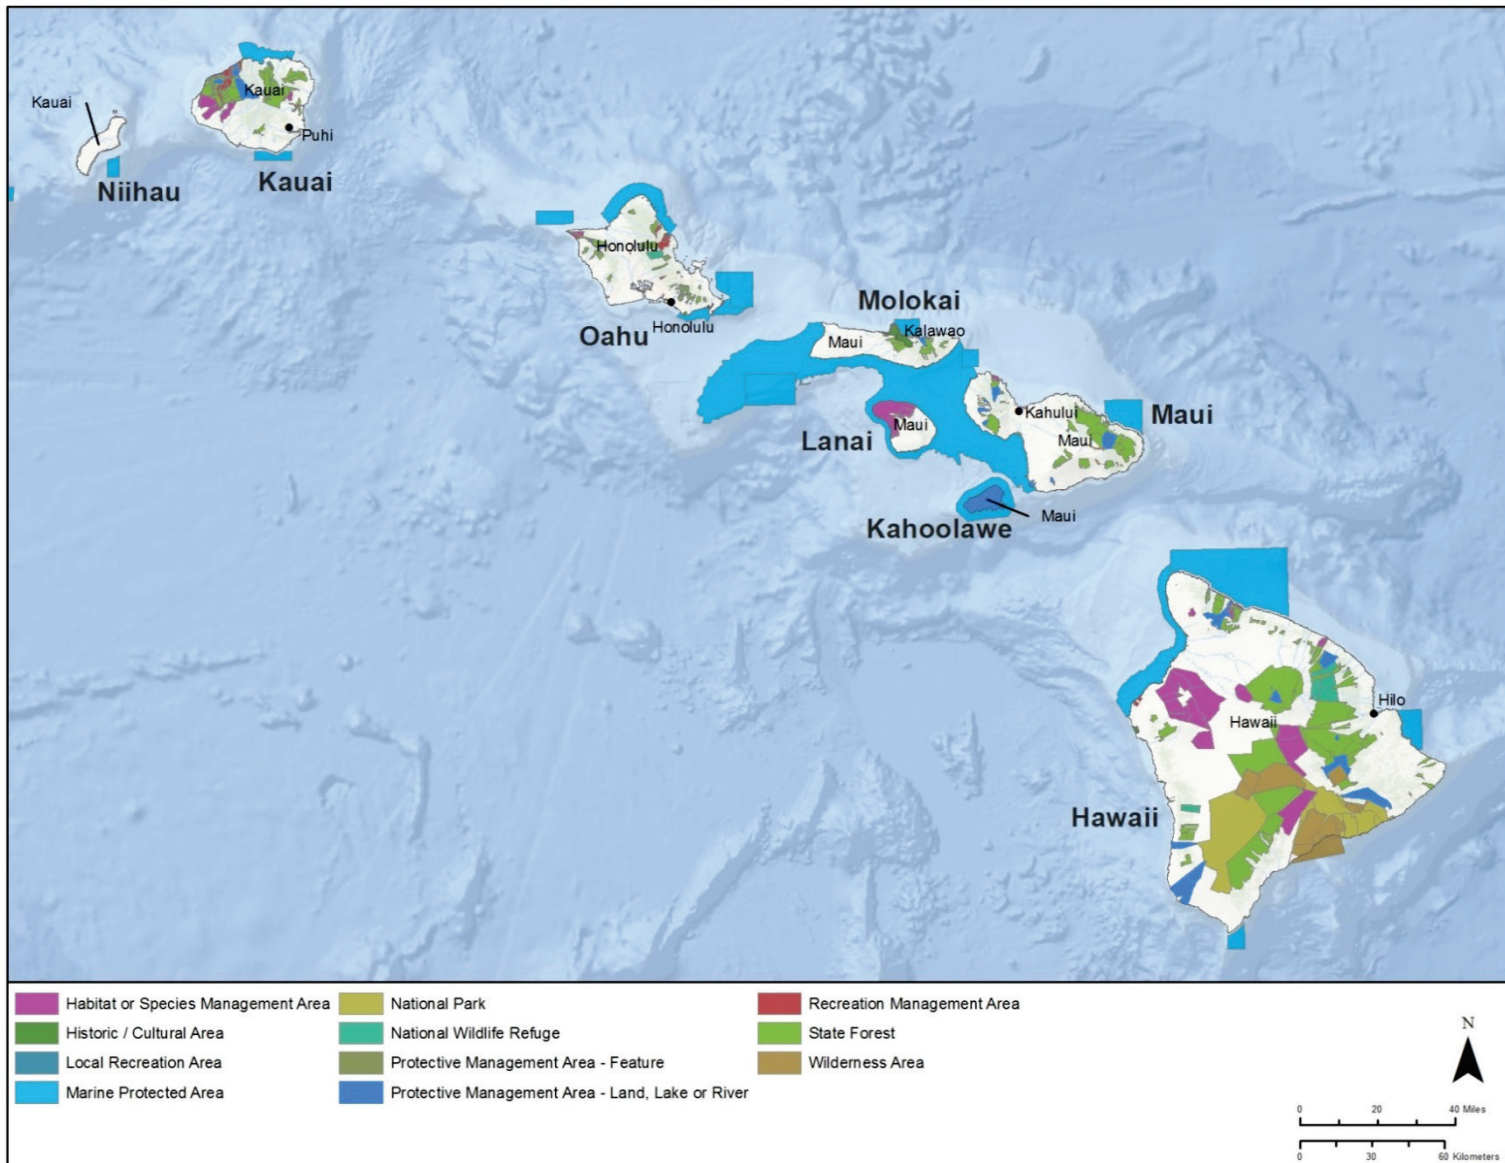 Kauai
Kauai
Puhi
Niihau
Kauai
Honolulu
Honolulu
Oahu
Molokai
Kalawao
Maui
Kahului
Maui
Maui
Maui
Lanai
Maui
Kahoolawe
Hilo
Hawaii
Hawaii
Habitat or Species Management Area
Historic / Cultural Area
Local Recreation Area
Marine Protected Area
National Park
National Wildlife Refuge
Protective Management Area - Feature
Protective Management Area - Land, Lake or River
Recreation Management Area
State Forest
Wilderness Area
N
0 20 40 Miles
0 30 60 Kilometers